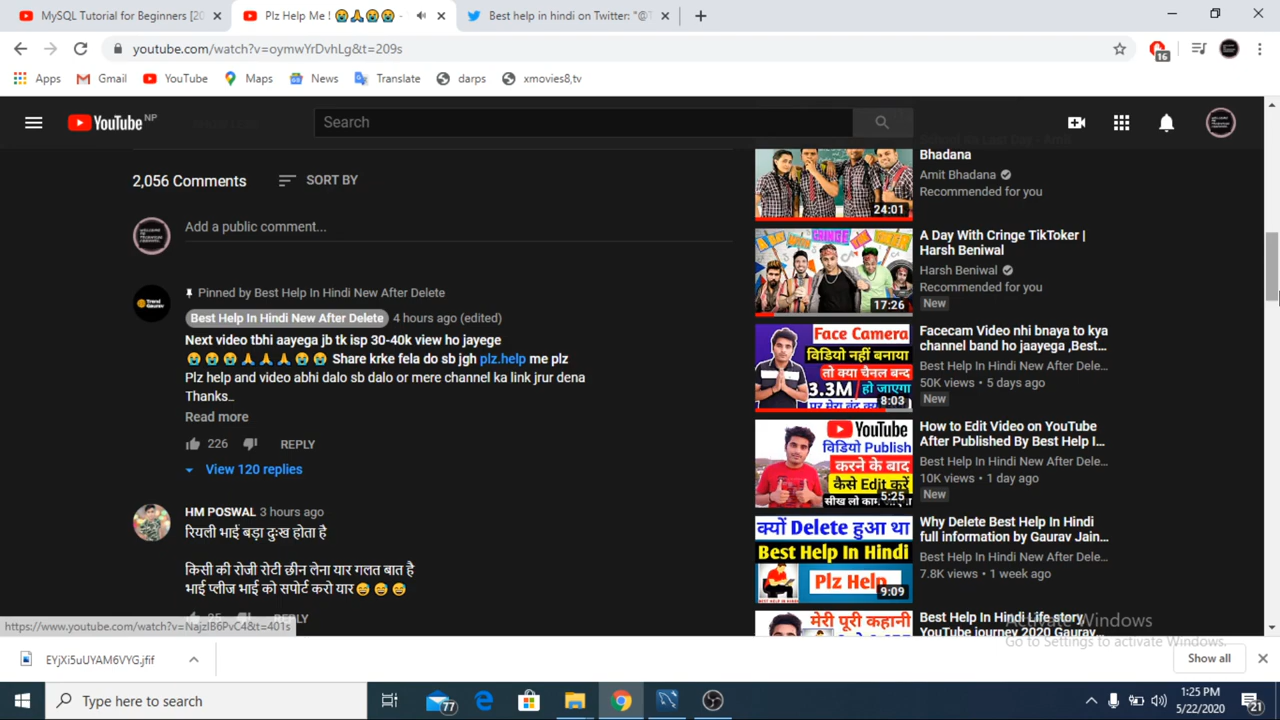 MySQL Tutorial for Beginners [20
Plz Help Me ! 😭🙏😭😭 -
Best help in hindi on Twitter: "@T
youtube.com/watch?v=oymwYrDvhLg&t=209s
16
Apps
Gmail
YouTube
Maps
News
Translate
darps
xmovies8,tv
YouTube NP
Search
2,056 Comments
SORT BY
Add a public comment...
Pinned by Best Help In Hindi New After Delete
Best Help In Hindi New After Delete 4 hours ago (edited)
Next video tbhi aayega jb tk isp 30-40k view ho jayege
😭😭😭🙏🙏🙏😭😭 Share krke fela do sb jgh plz.help me plz
Plz help and video abhi dalo sb dalo or mere channel ka link jrur dena
Thanks..
Read more
226
REPLY
View 120 replies
HM POSWAL 3 hours ago
रियली भाई बड़ा दुःख होता है
किसी की रोजी रोटी छीन लेना यार गलत बात है
भाई प्लीज भाई को सपोर्ट करो यार😄 😄 😄
REPLY
https://www.youtube.com/watch?v=NajzlB6PvC4&t=401s
Bhadana
Amit Bhadana
Recommended for you
24:01
A Day With Cringe TikToker |
Harsh Beniwal
Harsh Beniwal
Recommended for you
New
CRINGE
17:26
Facecam Video nhi bnaya to kya
channel band ho jaayega ,Best...
Best Help In Hindi New After Dele...
50K views • 5 days ago
New
Face Camera
विडियो नहीं बनाया
तो क्या चैनल बन्द
3.3M हो जाएगा
8:03
How to Edit Video on YouTube
After Published By Best Help I...
Best Help In Hindi New After Dele...
10K views • 1 day ago
New
YouTube
विडियो Publish
करने के बाद
कैसे Edit करें
सीख लो काम
5:25
Why Delete Best Help In Hindi
full information by Gaurav Jain...
Best Help In Hindi New After Dele...
7.8K views • 1 week ago
क्यों Delete हुआ था
Best Help In Hindi
Plz Help
BEST HELP IN HINDI
9:09
Best Help In Hindi Life story,
YouTube journey 2020 Gaurav...
मेरी पूरी कहानी
Activate Windows
Go to Settings to activate Windows.
EYjXi5uUYAM6VYG.jfif
Show all
Type here to search
77
1:25 PM
5/22/2020
21